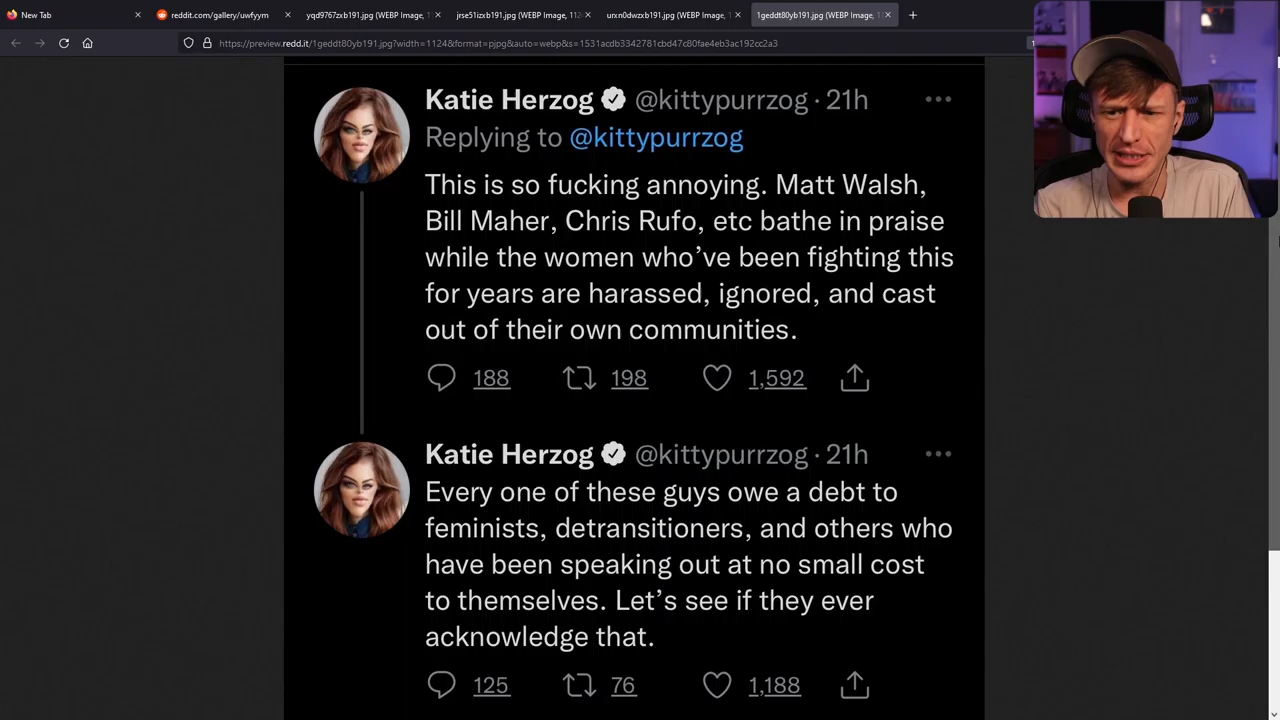 New Tab
reddit.com/gallery/uwfyym
yqd9767zxb191.jpg (WEBP Image, 11
jrse51izxb191.jpg (WEBP Image, 112
urxn0dwzxb191.jpg (WEBP Image, 1
1geddt80yb191.jpg (WEBP Image, 1
https://preview.redd.it/1geddt80yb191.jpg?width=1124&format=pjpg&auto=webp&s=1531acdb3342781cbd47c80fae4eb3ac192cc2a3
Katie Herzog @kittypurrzog · 21h
Replying to @kittypurrzog
This is so fucking annoying. Matt Walsh,
Bill Maher, Chris Rufo, etc bathe in praise
while the women who’ve been fighting this
for years are harassed, ignored, and cast
out of their own communities.
188 198 1,592
Katie Herzog @kittypurrzog · 21h
Every one of these guys owe a debt to
feminists, detransitioners, and others who
have been speaking out at no small cost
to themselves. Let’s see if they ever
acknowledge that.
125 76 1,188